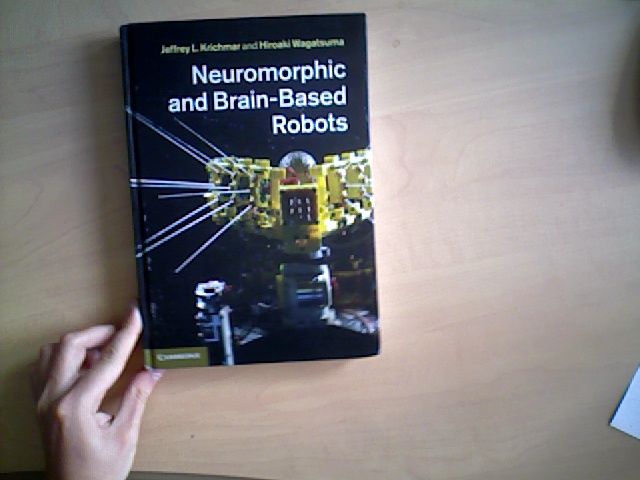 Jeffrey L. Krichmar and Hiroaki Wagatsuma
Neuromorphic
and Brain-Based
Robots
CAMBRIDGE